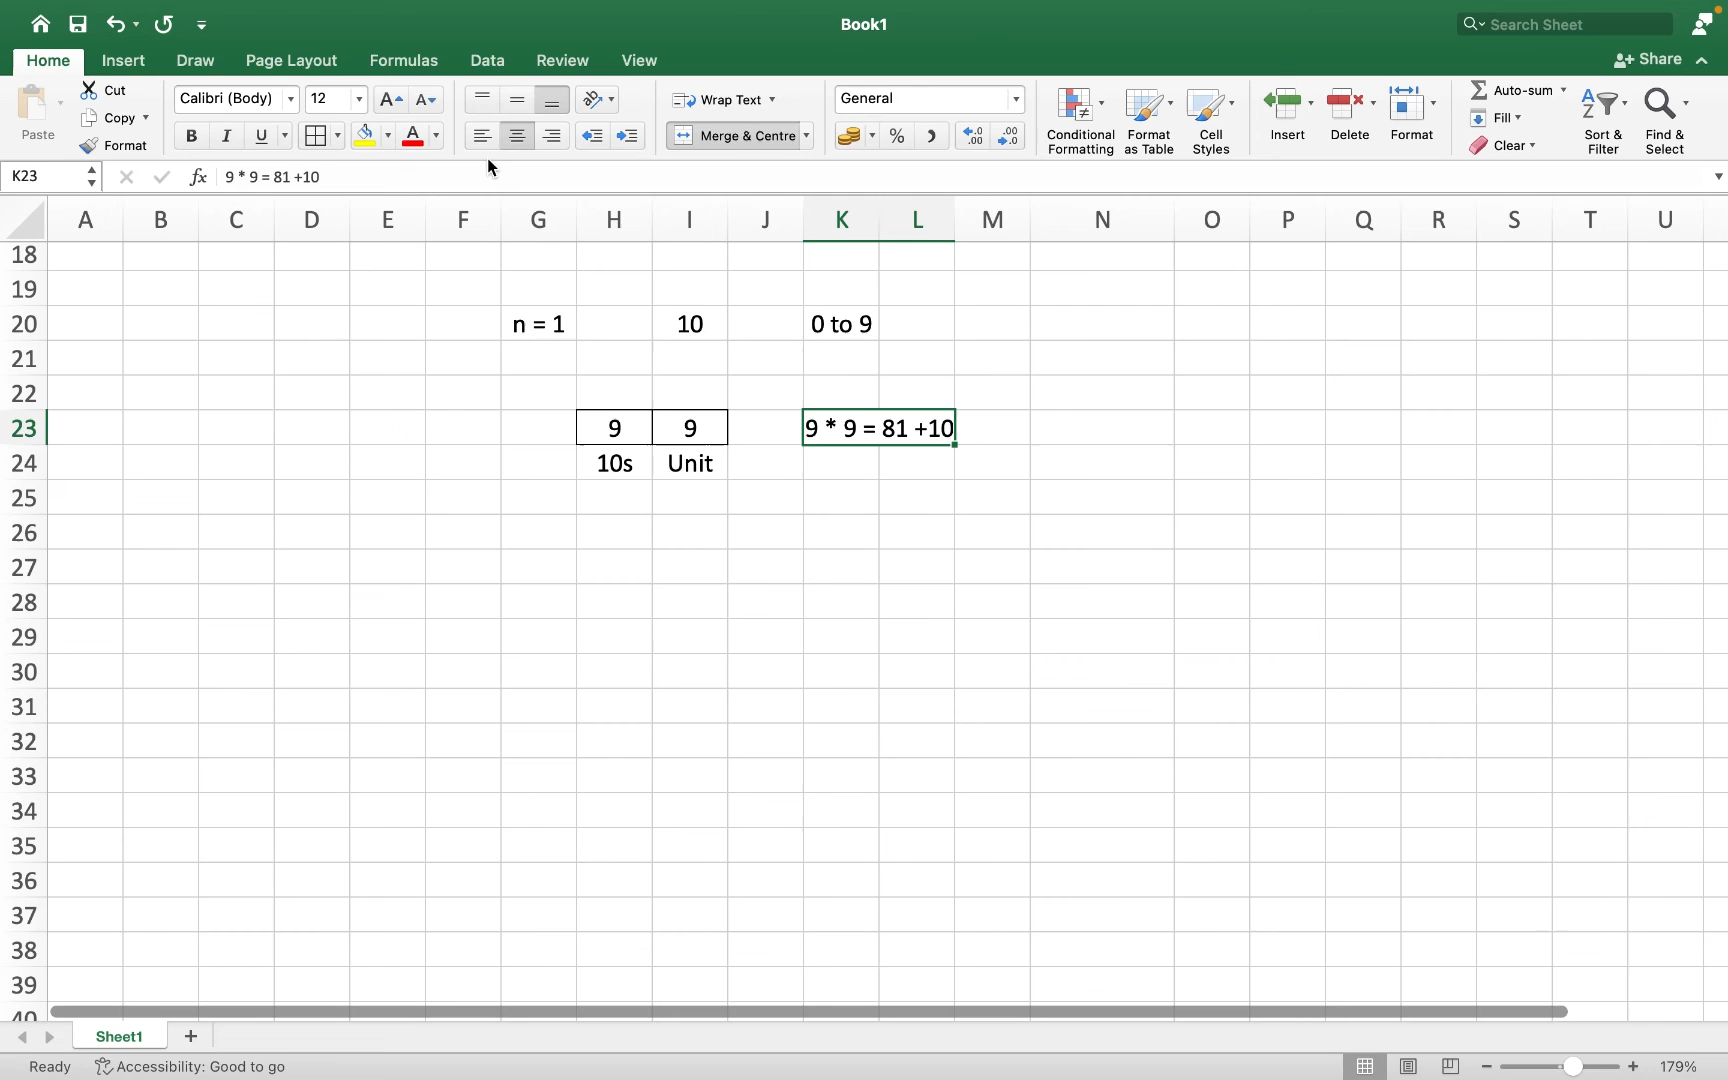 Book1
Search Sheet
Home Insert Draw Page Layout Formulas Data Review View Share
Paste
Cut
Copy
Format
Calibri (Body) 12
Wrap Text
Merge & Centre
General
Conditional Formatting
Format as Table
Cell Styles
Insert
Delete
Format
Auto-sum
Fill
Clear
Sort & Filter
Find & Select
K23 fx 9 * 9 = 81 +10
A B C D E F G H I J K L M N O P Q R S T U
18
19
20 n = 1 10 0 to 9
21
22
23 9 9 9 * 9 = 81 +10
24 10s Unit
25
26
27
28
29
30
31
32
33
34
35
36
37
38
39
40
Sheet1 +
Ready Accessibility: Good to go 179%